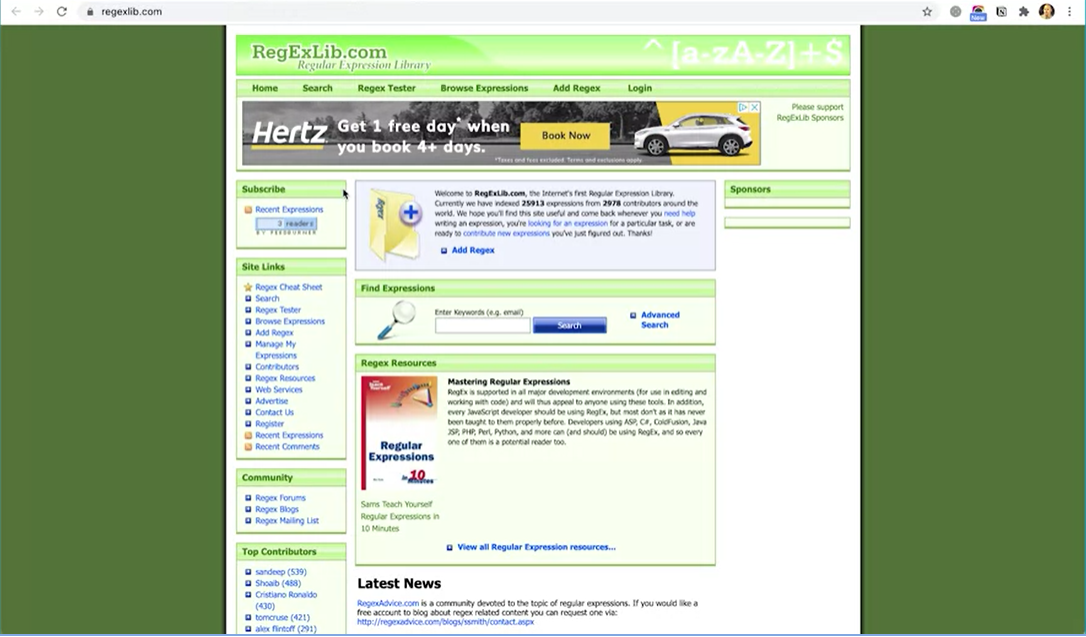 regexlib.com
New
RegExLib.com
Regular Expression Library
^[a-zA-Z]+$
Home Search Regex Tester Browse Expressions Add Regex Login
Hertz
Get 1 free day* when
you book 4+ days.
Book Now
*Taxes and fees excluded. Terms and exclusions apply.
Please support
RegExLib Sponsors
Subscribe
Recent Expressions
3 readers
BY FEEDBURNER
Site Links
Regex Cheat Sheet
Search
Regex Tester
Browse Expressions
Add Regex
Manage My
Expressions
Contributors
Regex Resources
Web Services
Advertise
Contact Us
Register
Recent Expressions
Recent Comments
Community
Regex Forums
Regex Blogs
Regex Mailing List
Top Contributors
sandeep (539)
Shoaib (488)
Cristiano Ronaldo
(430)
tomcruse (421)
alex flintoff (291)
Regex
Welcome to RegExLib.com, the Internet's first Regular Expression Library.
Currently we have indexed 25913 expressions from 2978 contributors around the
world. We hope you'll find this site useful and come back whenever you need help
writing an expression, you're looking for an expression for a particular task, or are
ready to contribute new expressions you've just figured out. Thanks!
Add Regex
Find Expressions
Enter Keywords (e.g. email)
Search
Advanced
Search
Regex Resources
Regular
Expressions
in 10
Minutes
Sams Teach Yourself
Regular Expressions in
10 Minutes
Mastering Regular Expressions
RegEx is supported in all major development environments (for use in editing and
working with code) and will thus appeal to anyone using these tools. In addition,
every JavaScript developer should be using RegEx, but most don't as it has never
been taught to them properly before. Developers using ASP, C#, ColdFusion, Java
JSP, PHP, Perl, Python, and more can (and should) be using RegEx, and so every
one of them is a potential reader too.
View all Regular Expression resources...
Latest News
RegexAdvice.com is a community devoted to the topic of regular expressions. If you would like a
free account to blog about regex related content you can request one via:
http://regexadvice.com/blogs/ssmith/contact.aspx
Sponsors